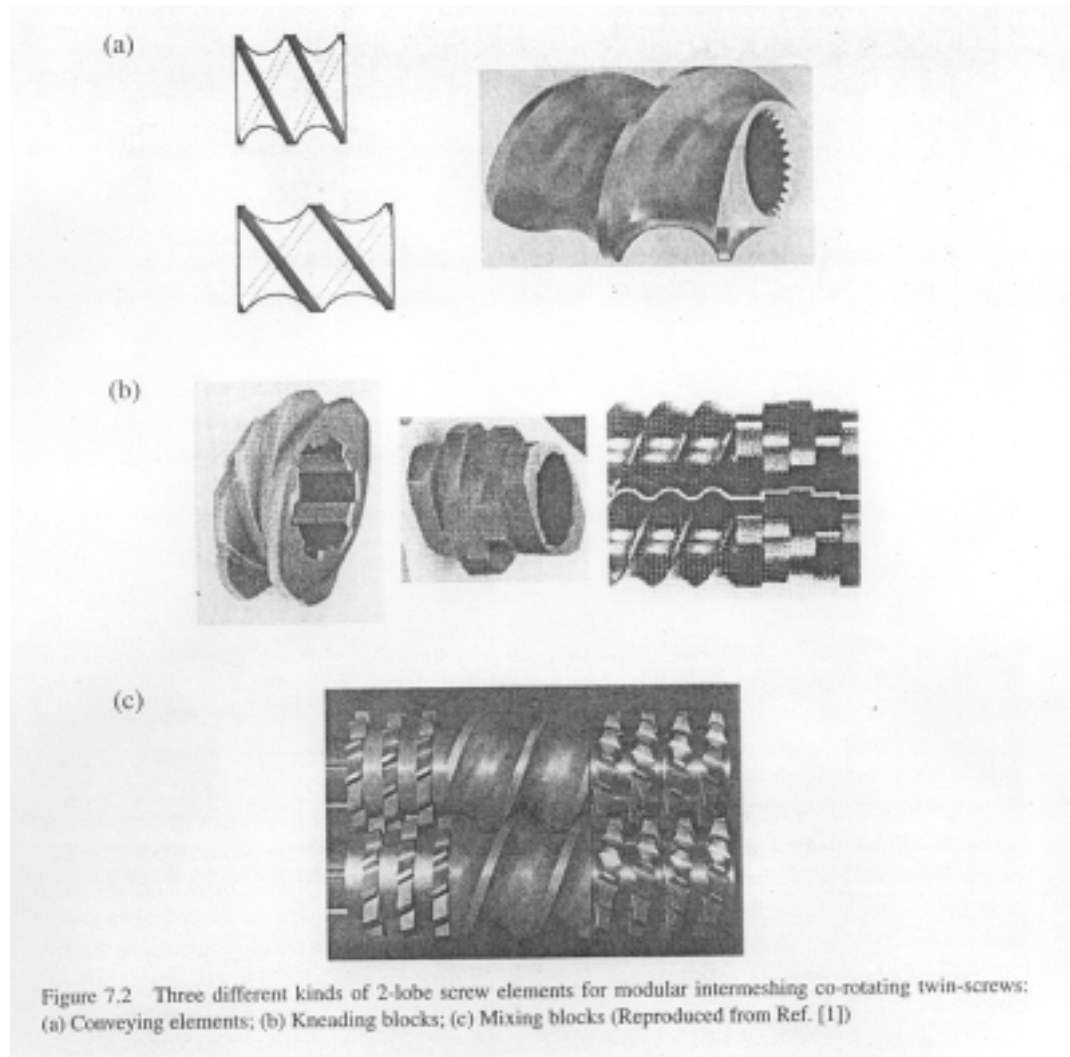 (a)
(b)
(c)
Figure 7.2 Three different kinds of 2-lobe screw elements for modular intermeshing co-rotating twin-screws:
(a) Conveying elements; (b) Kneading blocks; (c) Mixing blocks (Reproduced from Ref. [1])